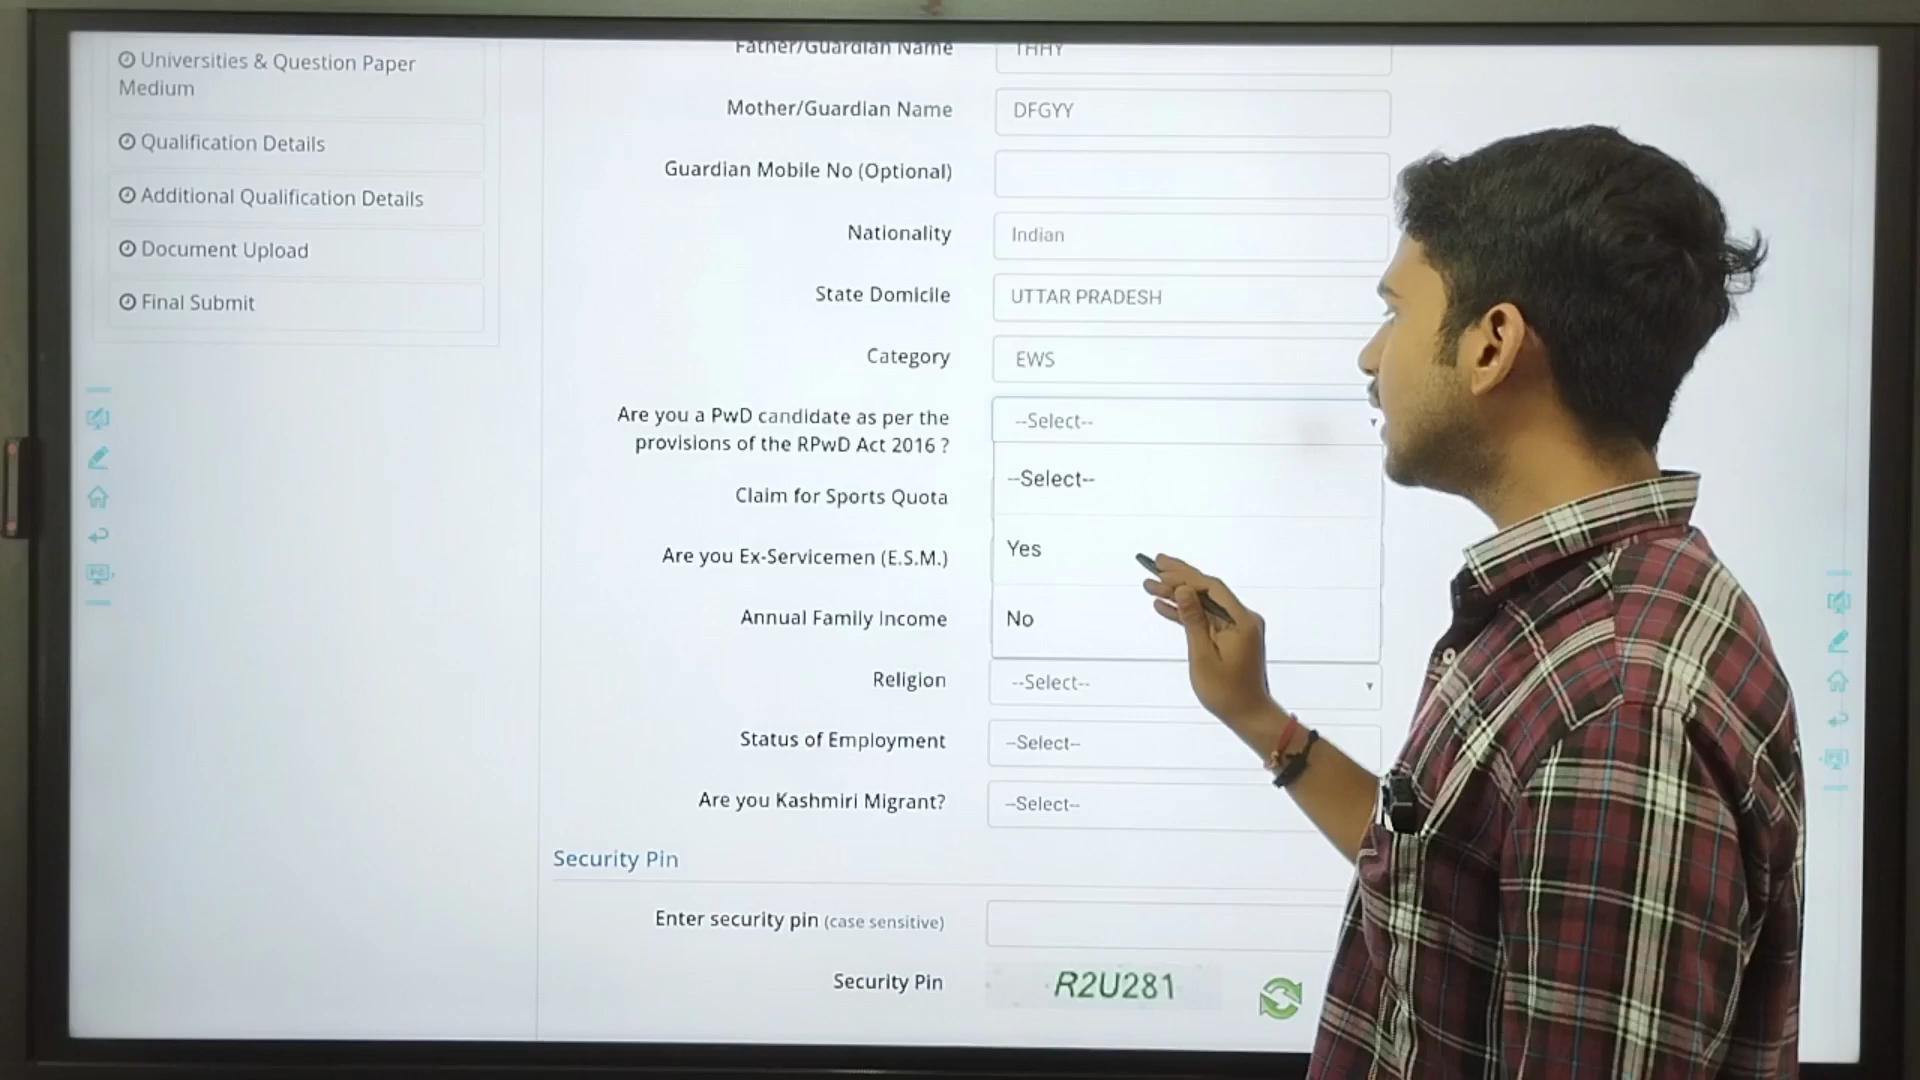 Universities & Question Paper
Medium
Qualification Details
Additional Qualification Details
Document Upload
Final Submit
Father/Guardian Name THHY
Mother/Guardian Name DFGYY
Guardian Mobile No (Optional)
Nationality Indian
State Domicile UTTAR PRADESH
Category EWS
Are you a PwD candidate as per the
provisions of the RPwD Act 2016 ?
--Select--
--Select--
Yes
No
Claim for Sports Quota
Are you Ex-Servicemen (E.S.M.)
Annual Family Income
Religion --Select--
Status of Employment --Select--
Are you Kashmiri Migrant? --Select--
Security Pin
Enter security pin (case sensitive)
Security Pin R2U281